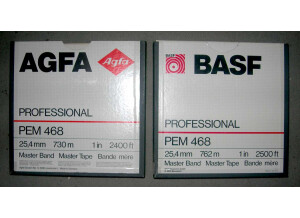 AGFA
Agfa
PROFESSIONAL
PEM 468
25,4 mm 730 m 1 in 2400 ft
Master Band Master Tape Bande mère
BASF
PROFESSIONAL
PEM 468
25,4 mm 762 m 1 in 2500 ft
Master Band Master Tape Bande mère